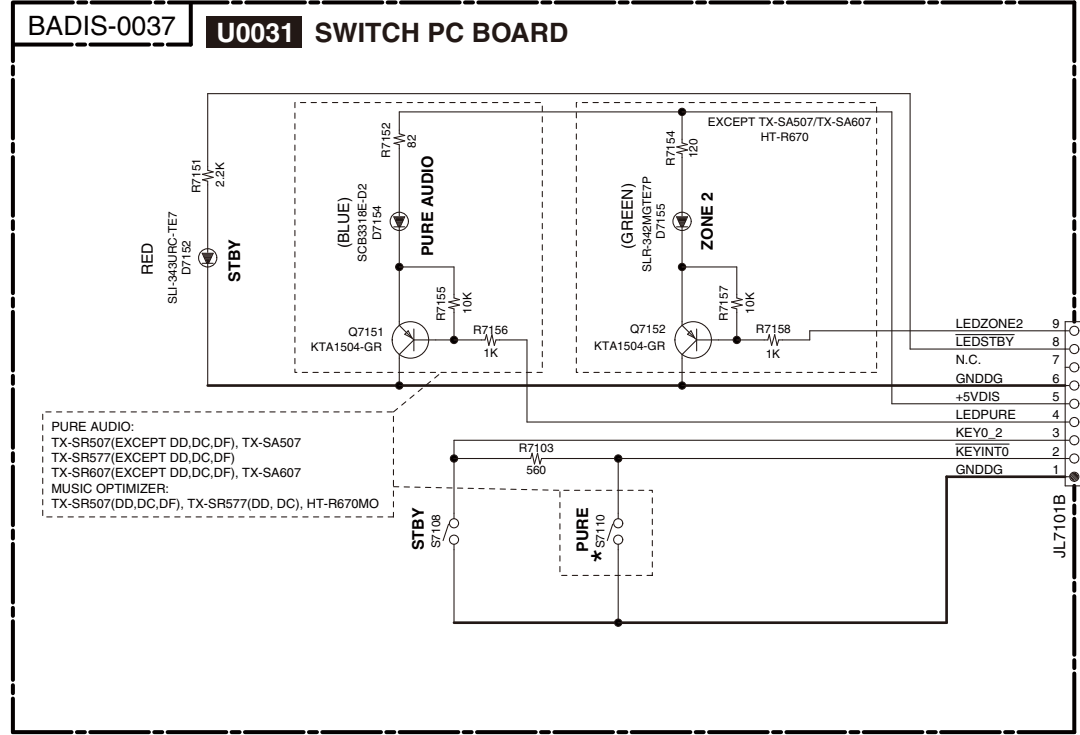 BADIS-0037
U0031 SWITCH PC BOARD
R7151
2.2K
RED
SLI-343URC-TE7
D7152
STBY
R7152
82
(BLUE)
SCB3318E-D2
D7154
PURE AUDIO
R7155
10K
Q7151
KTA1504-GR
R7156
1K
EXCEPT TX-SA507/TX-SA607
HT-R670
R7154
120
(GREEN)
SLR-342MGTE7P
D7155
ZONE 2
R7157
10K
Q7152
KTA1504-GR
R7158
1K
LEDZONE2 9
LEDSTBY 8
N.C. 7
GNDDG 6
+5VDIS 5
LEDPURE 4
KEY0_2 3
KEYINT0 2
GNDDG 1
JL7101B
PURE AUDIO:
TX-SR507(EXCEPT DD,DC,DF), TX-SA507
TX-SR577(EXCEPT DD,DC,DF)
TX-SR607(EXCEPT DD,DC,DF), TX-SA607
MUSIC OPTIMIZER:
TX-SR507(DD,DC,DF), TX-SR577(DD, DC), HT-R670MO
R7103
560
STBY
S7108
PURE
*S7110